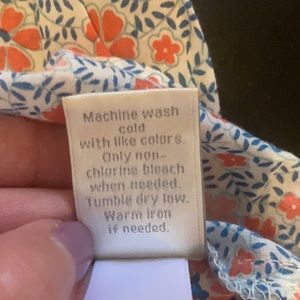 Machine wash
cold
with like colors.
Only non-
chlorine bleach
when needed.
Tumble dry low.
Warm iron
if needed.